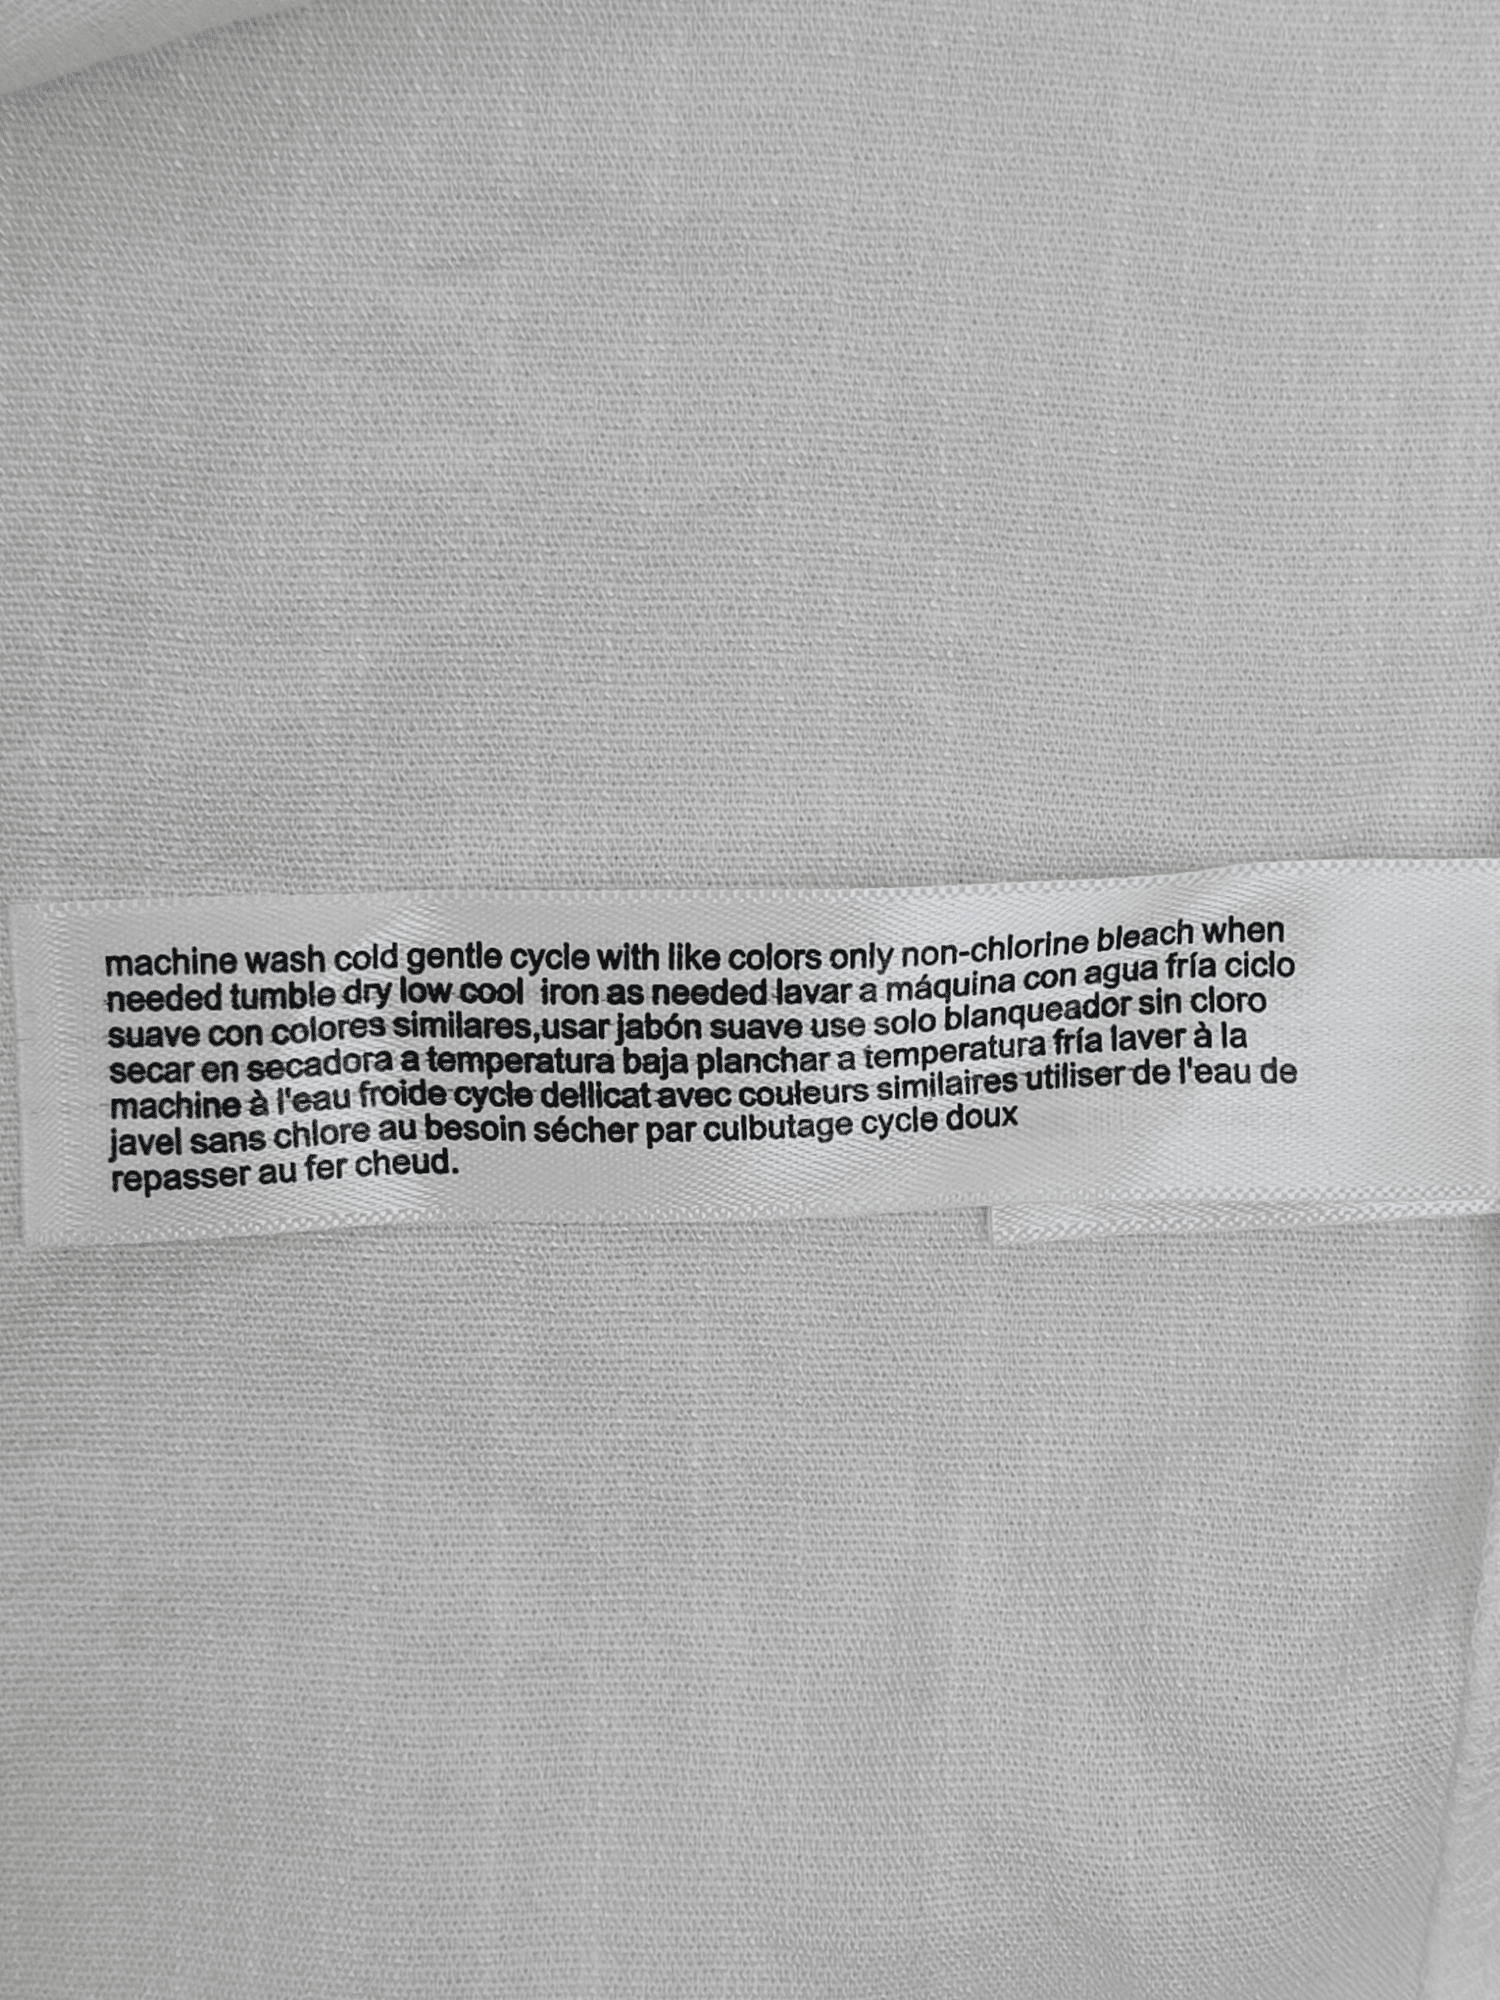 machine wash cold gentle cycle with like colors only non-chlorine bleach when
needed tumble dry low cool iron as needed lavar a máquina con agua fría ciclo
suave con colores similares,usar jabón suave use solo blanqueador sin cloro
secar en secadora a temperatura baja planchar a temperatura fría laver à la
machine à l'eau froide cycle dellicat avec couleurs similaires utiliser de l'eau de
javel sans chlore au besoin sécher par culbutage cycle doux
repasser au fer cheud.